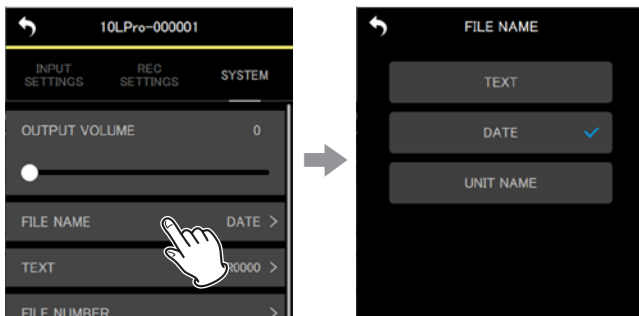 10LPro-000001
INPUT SETTINGS
REC SETTINGS
SYSTEM
OUTPUT VOLUME 0
FILE NAME DATE >
TEXT R0000 >
FILE NUMBER >
FILE NAME
TEXT
DATE
UNIT NAME